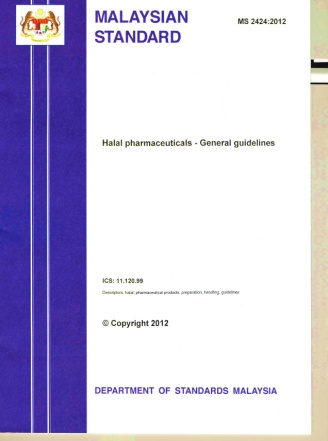 MALAYSIAN
STANDARD
MS 2424:2012
Halal pharmaceuticals - General guidelines
ICS: 11.120.99
Descriptors: halal, pharmaceutical products, preparation, handling, guidelines
© Copyright 2012
DEPARTMENT OF STANDARDS MALAYSIA